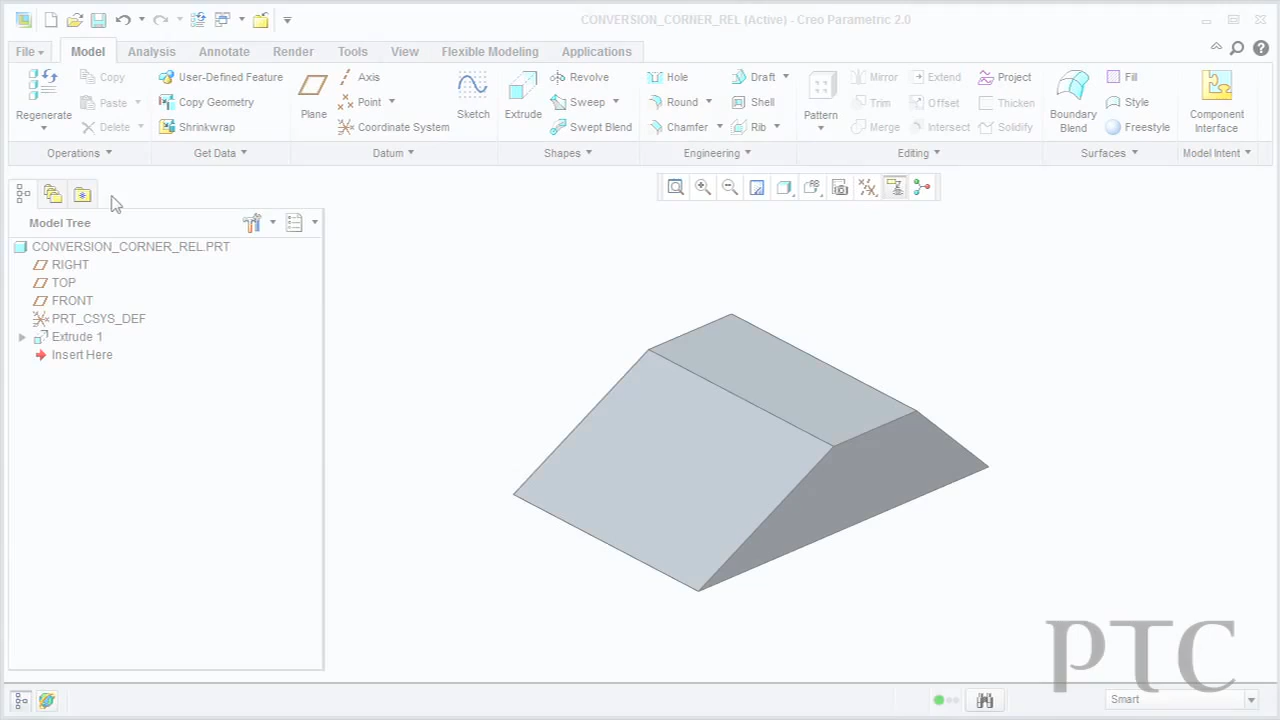 CONVERSION_CORNER_REL (Active) - Creo Parametric 2.0
File Model Analysis Annotate Render Tools View Flexible Modeling Applications
Regenerate Copy Paste Delete
User-Defined Feature Copy Geometry Shrinkwrap
Plane Axis Point Coordinate System Sketch
Extrude Revolve Sweep Swept Blend
Hole Round Chamfer Draft Shell Rib
Pattern Mirror Trim Merge Extend Offset Intersect Project Thicken Solidify
Boundary Blend Fill Style Freestyle
Component Interface
Operations Get Data Datum Shapes Engineering Editing Surfaces Model Intent
Model Tree
CONVERSION_CORNER_REL.PRT
RIGHT
TOP
FRONT
PRT_CSYS_DEF
Extrude 1
Insert Here
PTC
Smart